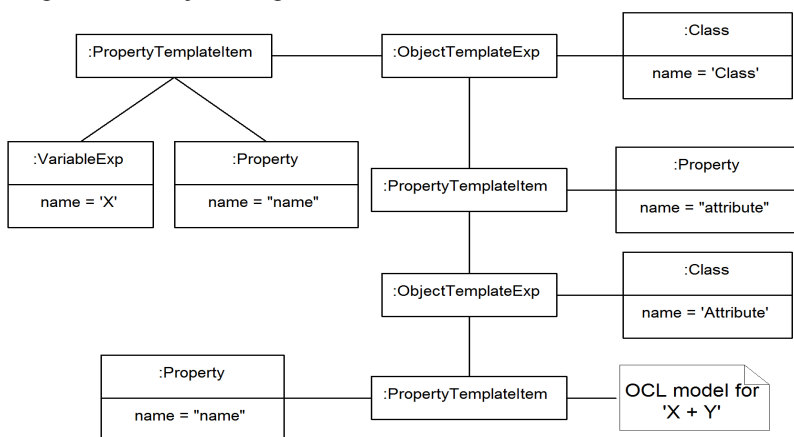 :Class
:PropertyTemplateItem
:ObjectTemplateExp
name = 'Class'
:VariableExp
:Property
name = 'X'
name = "name"
:PropertyTemplateItem
:Property
name = "attribute"
:ObjectTemplateExp
:Class
name = 'Attribute'
:Property
name = "name"
:PropertyTemplateItem
OCL model for
'X + Y'